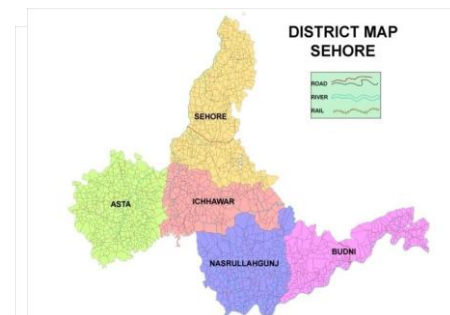 DISTRICT MAP
SEHORE
ROAD
RIVER
RAIL
SEHORE
ASTA
ICHHAWAR
NASRULLAHGUNJ
BUDNI